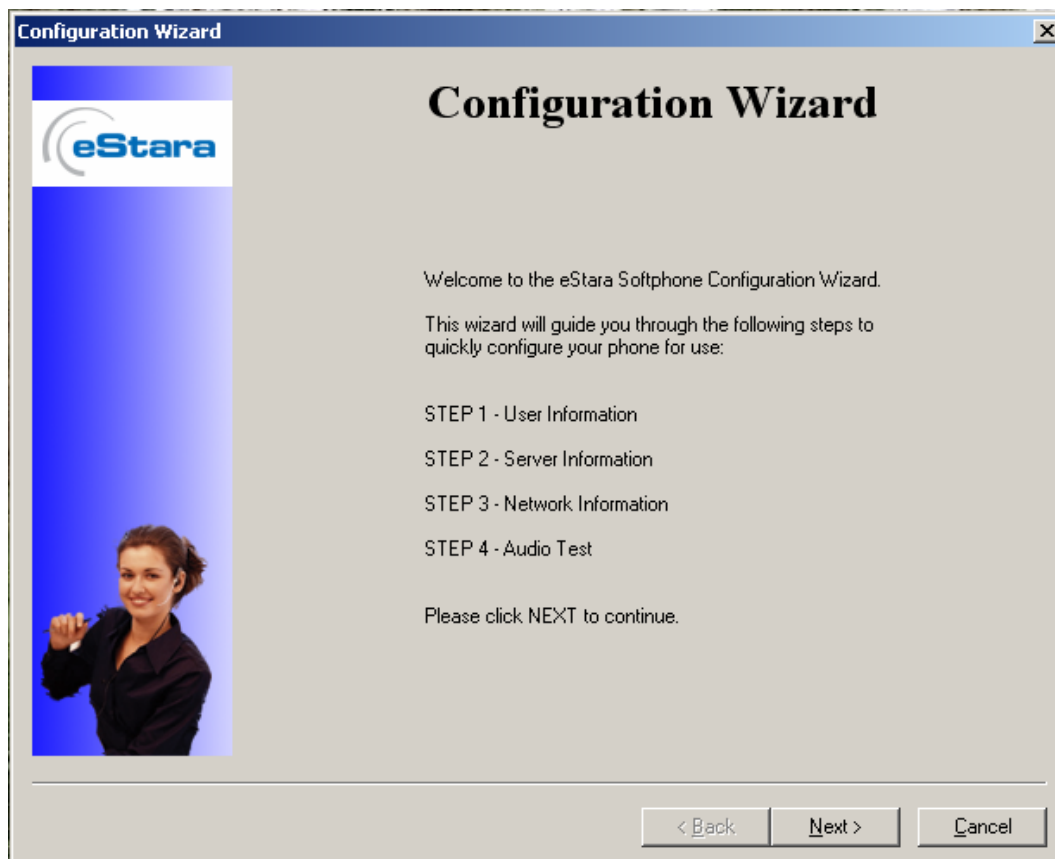 Configuration Wizard
eStara
Configuration Wizard
Welcome to the eStara Softphone Configuration Wizard.
This wizard will guide you through the following steps to
quickly configure your phone for use:
STEP 1 - User Information
STEP 2 - Server Information
STEP 3 - Network Information
STEP 4 - Audio Test
Please click NEXT to continue.
< Back
Next >
Cancel